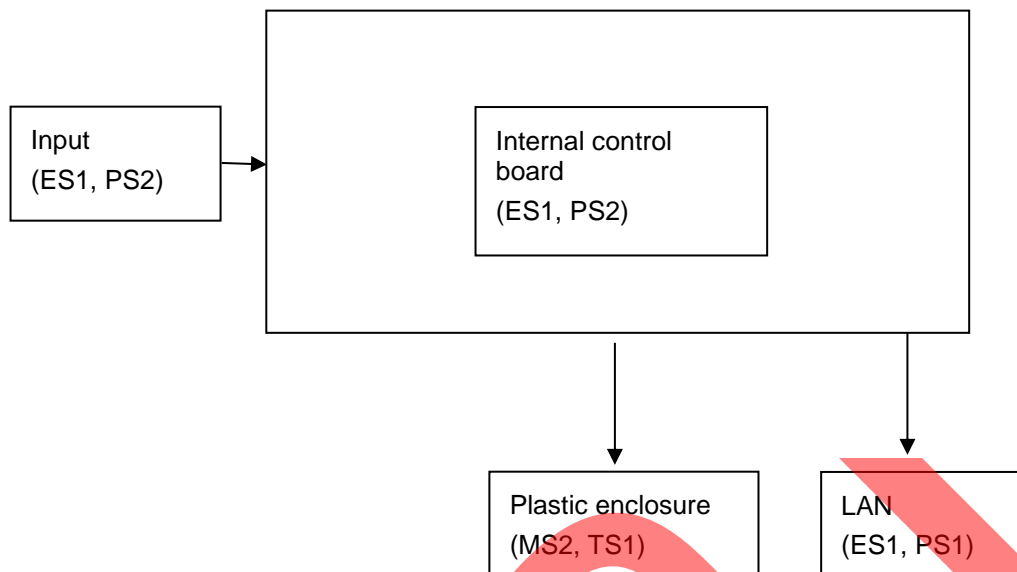 Input
(ES1, PS2)
Internal control
board
(ES1, PS2)
Plastic enclosure
(MS2, TS1)
LAN
(ES1, PS1)